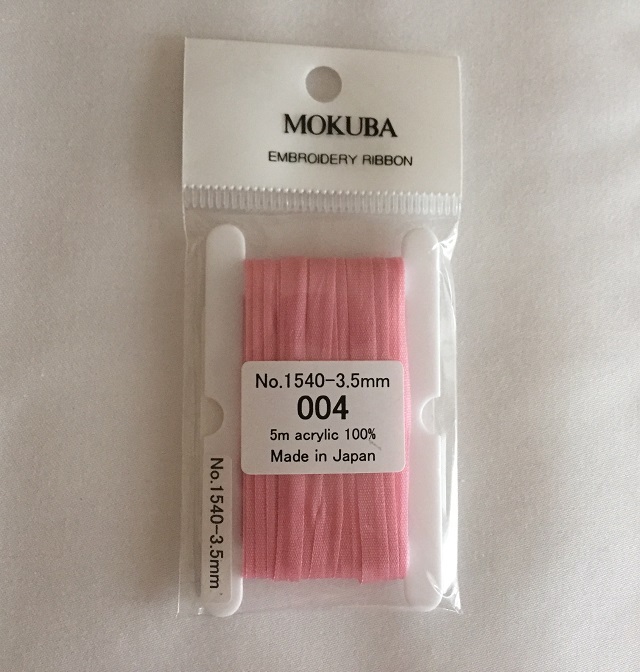 MOKUBA
EMBROIDERY RIBBON
No.1540-3.5mm
004
5m acrylic 100%
Made in Japan
No.1540-3.5mm